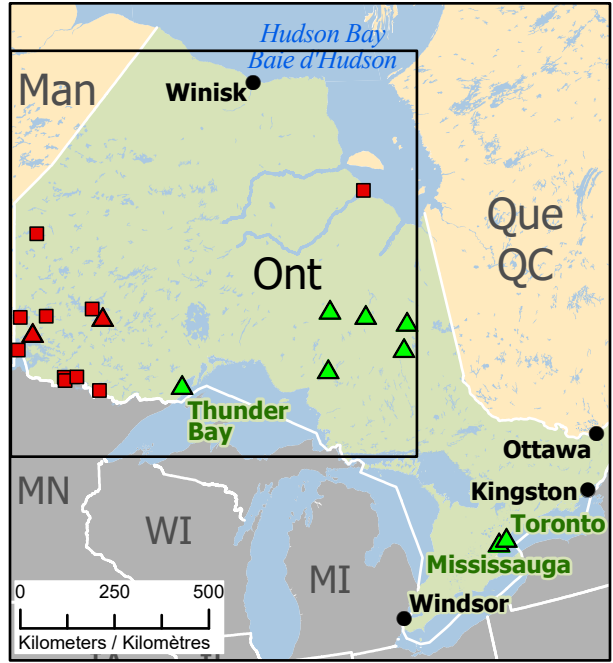 Hudson Bay
Baie d'Hudson
Man
Winisk
Que
QC
Ont
Thunder
Bay
Ottawa
Kingston
MN
WI
Toronto
Mississauga
MI
Windsor
0 250 500
Kilometers / Kilomètres